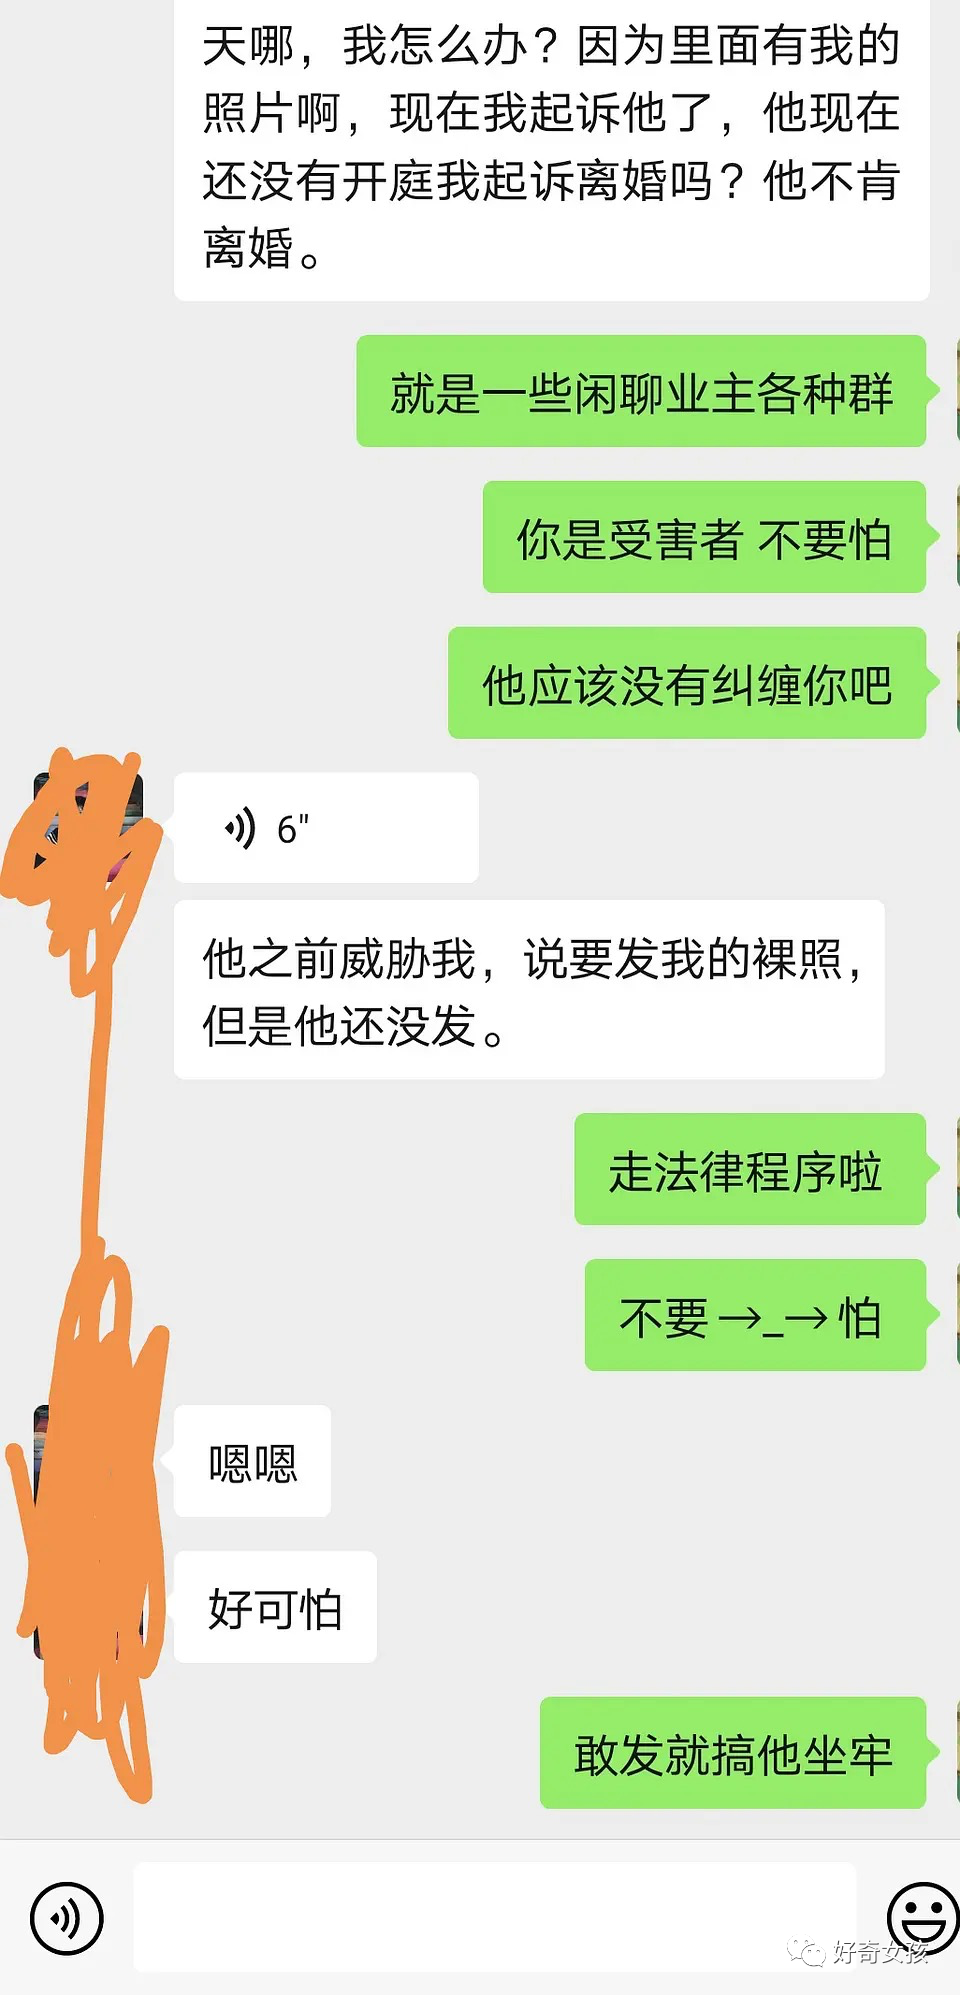 天哪，我怎么办？因为里面有我的
照片啊，现在我起诉他了，他现在
还没有开庭我起诉离婚吗？他不肯
离婚。
就是一些闲聊业主各种群
你是受害者 不要怕
他应该没有纠缠你吧
6"
他之前威胁我，说要发我的裸照，
但是他还没发。
走法律程序啦
不要→_→怕
嗯嗯
好可怕
敢发就搞他坐牢
好奇女孩